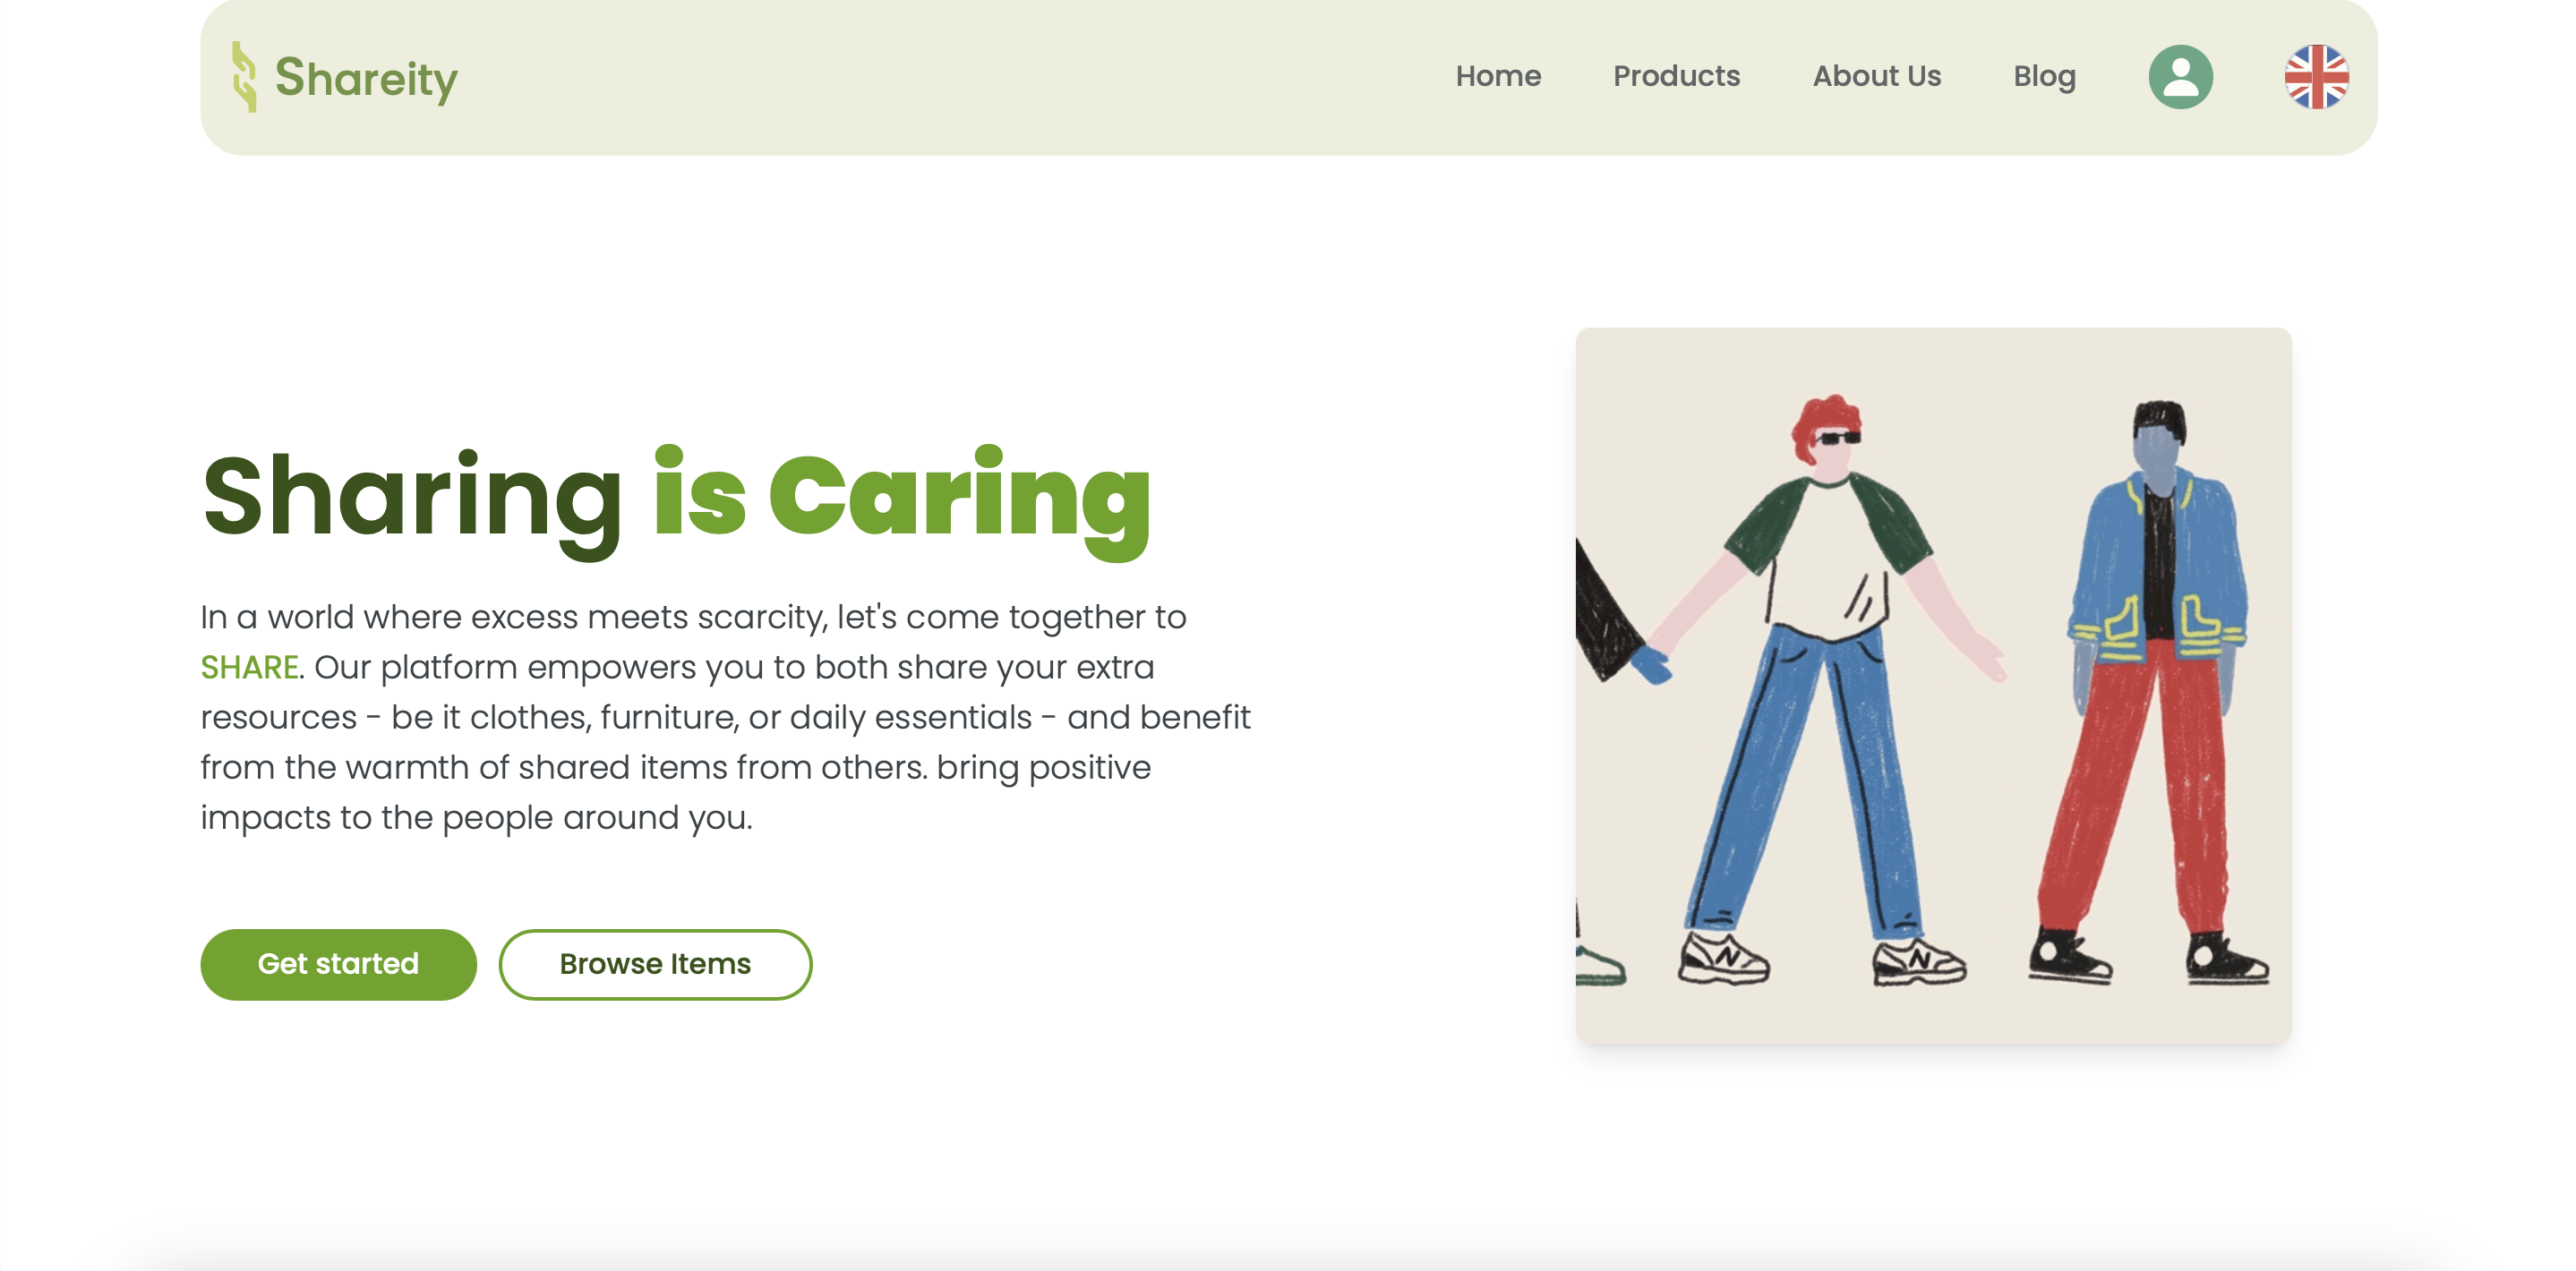 Shareity
Home Products About Us Blog
Sharing is Caring
In a world where excess meets scarcity, let's come together to
SHARE. Our platform empowers you to both share your extra
resources - be it clothes, furniture, or daily essentials - and benefit
from the warmth of shared items from others. bring positive
impacts to the people around you.
Get started Browse Items
N N